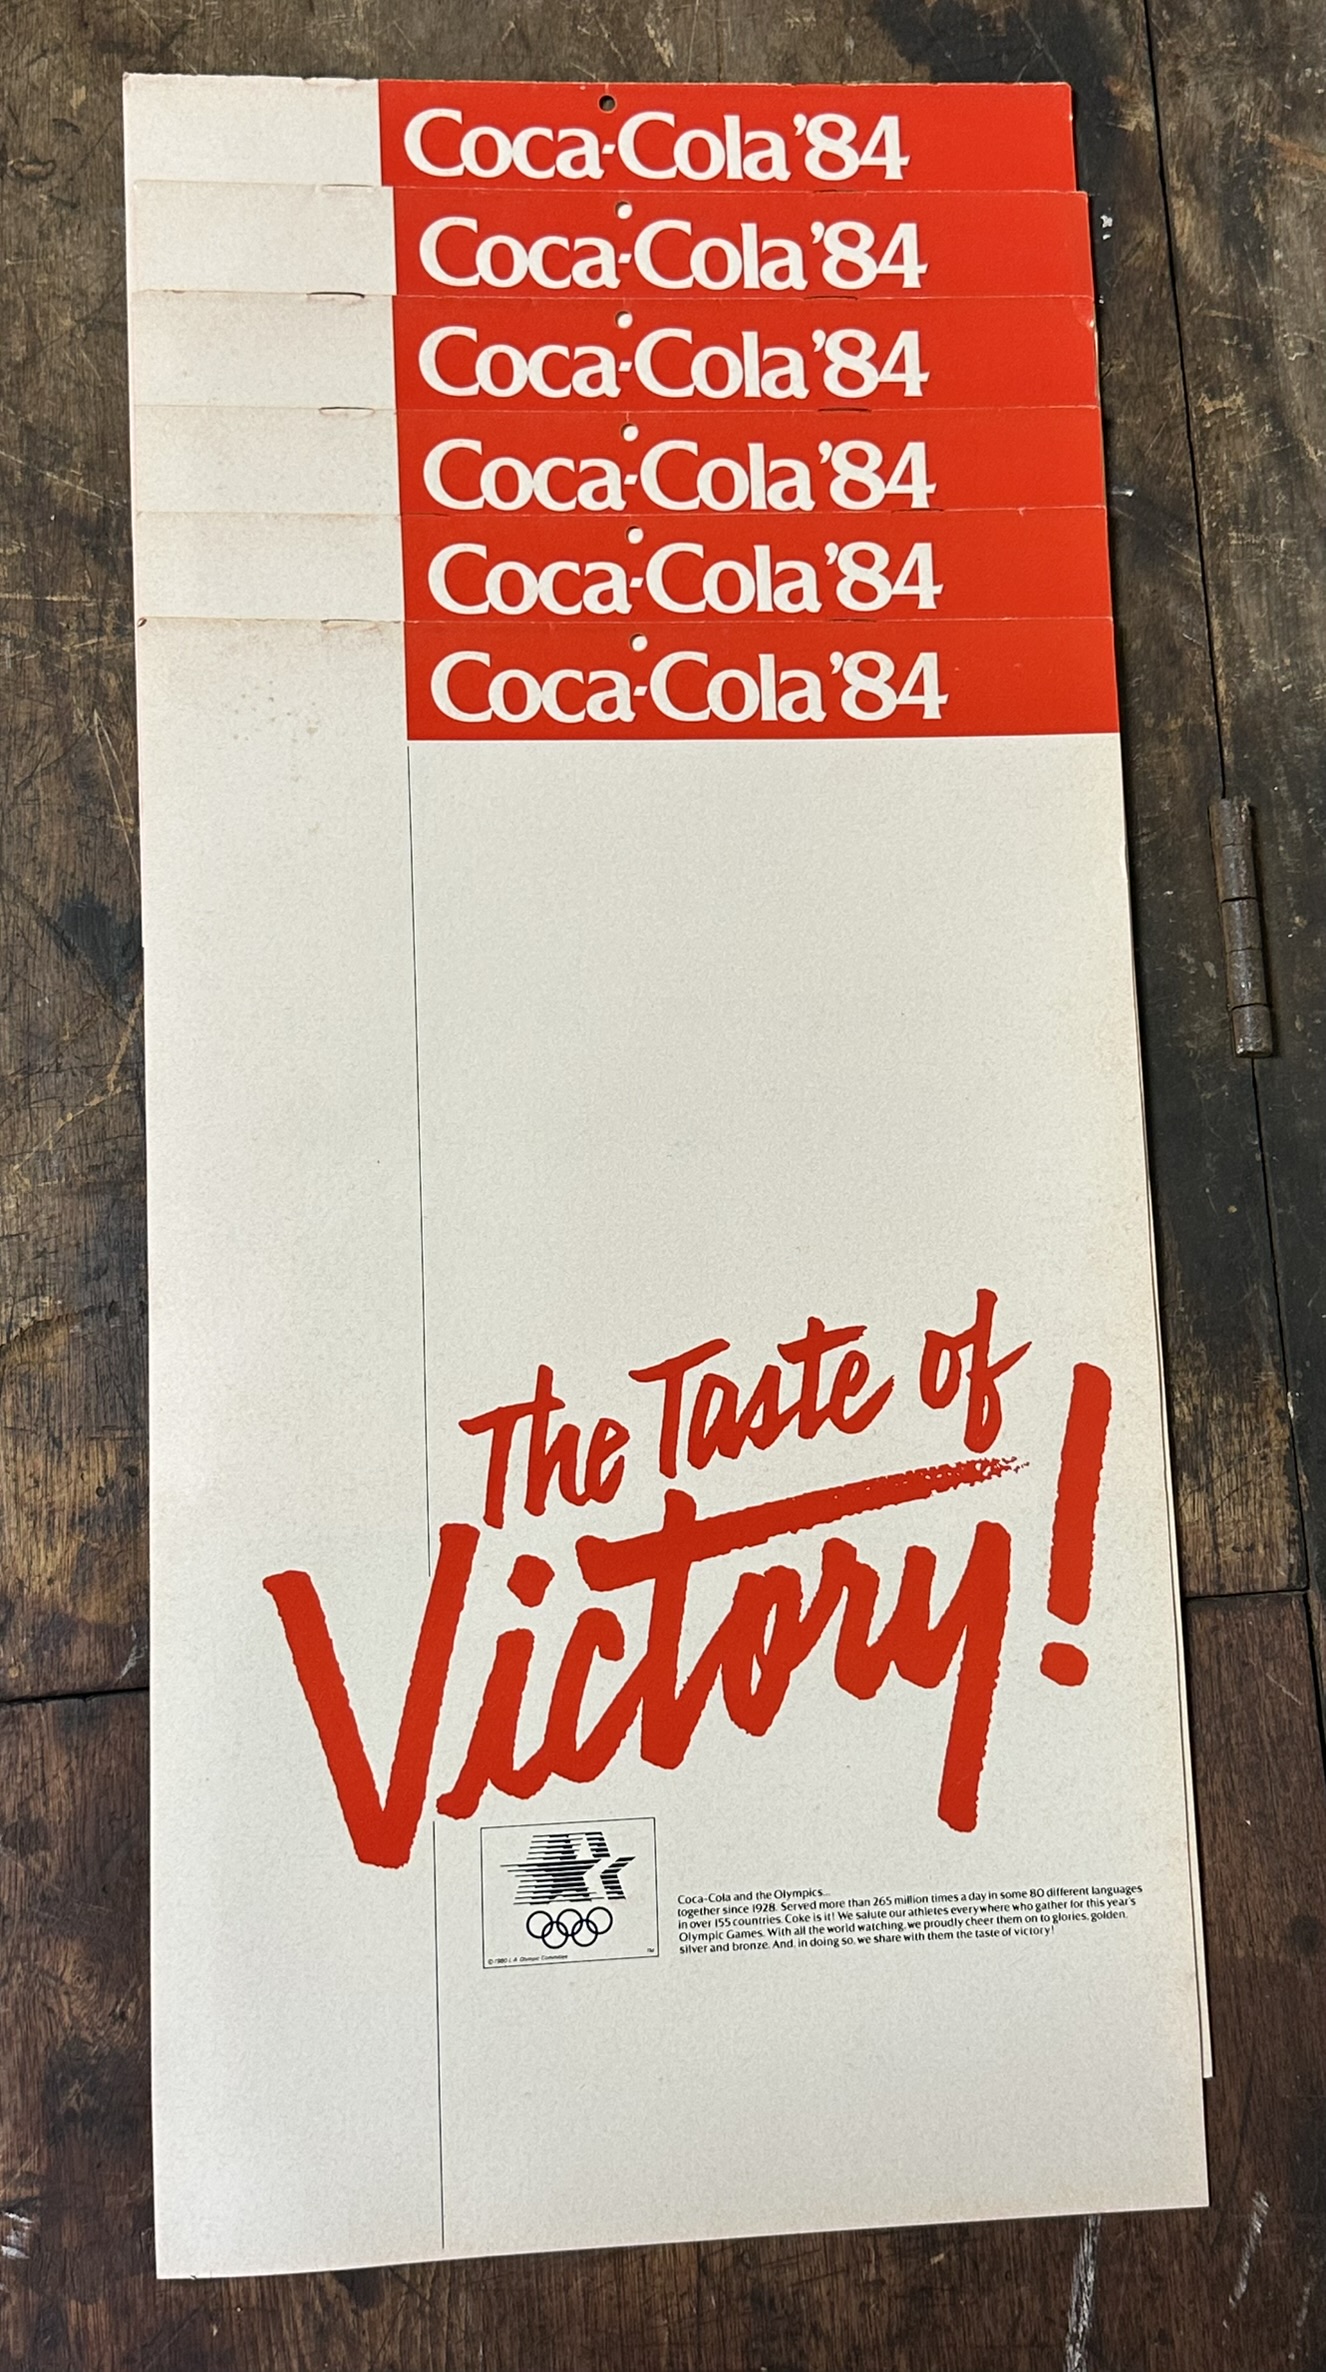 Coca-Cola '84
Coca-Cola '84
Coca-Cola '84
Coca-Cola '84
Coca-Cola '84
Coca-Cola '84
The Taste of
Victory!
© 1980 L.A. Olympic Committee
TM
Coca-Cola and the Olympics...
together since 1928. Served more than 265 million times a day in some 80 different languages
in over 155 countries. Coke is it! We salute our athletes everywhere who gather for this year's
Olympic Games. With all the world watching, we proudly cheer them on to glories, golden,
silver and bronze. And, in doing so, we share with them the taste of victory!